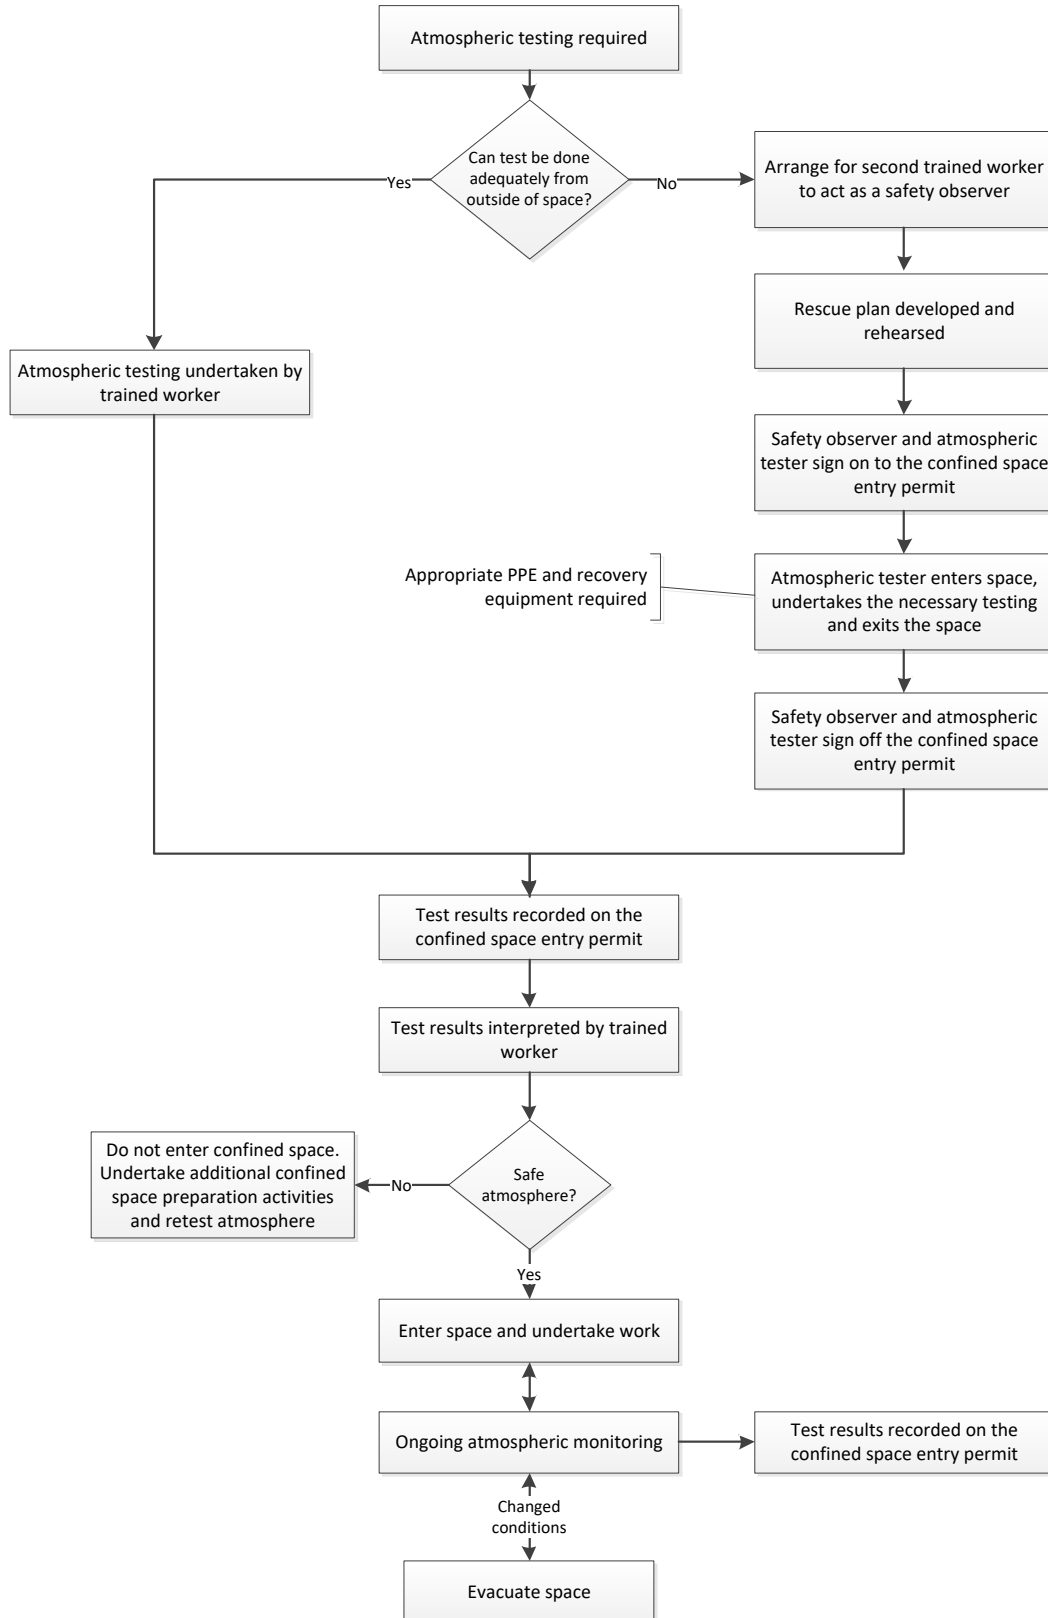 Atmospheric testing required
Can test be done
adequately from
outside of space?
Yes
No
Arrange for second trained worker
to act as a safety observer
Rescue plan developed and
rehearsed
Atmospheric testing undertaken by
trained worker
Safety observer and atmospheric
tester sign on to the confined space
entry permit
Appropriate PPE and recovery
equipment required
Atmospheric tester enters space,
undertakes the necessary testing
and exits the space
Safety observer and atmospheric
tester sign off the confined space
entry permit
Test results recorded on the
confined space entry permit
Test results interpreted by trained
worker
Safe
atmosphere?
No
Do not enter confined space.
Undertake additional confined
space preparation activities
and retest atmosphere
Yes
Enter space and undertake work
Ongoing atmospheric monitoring
Test results recorded on the
confined space entry permit
Changed
conditions
Evacuate space